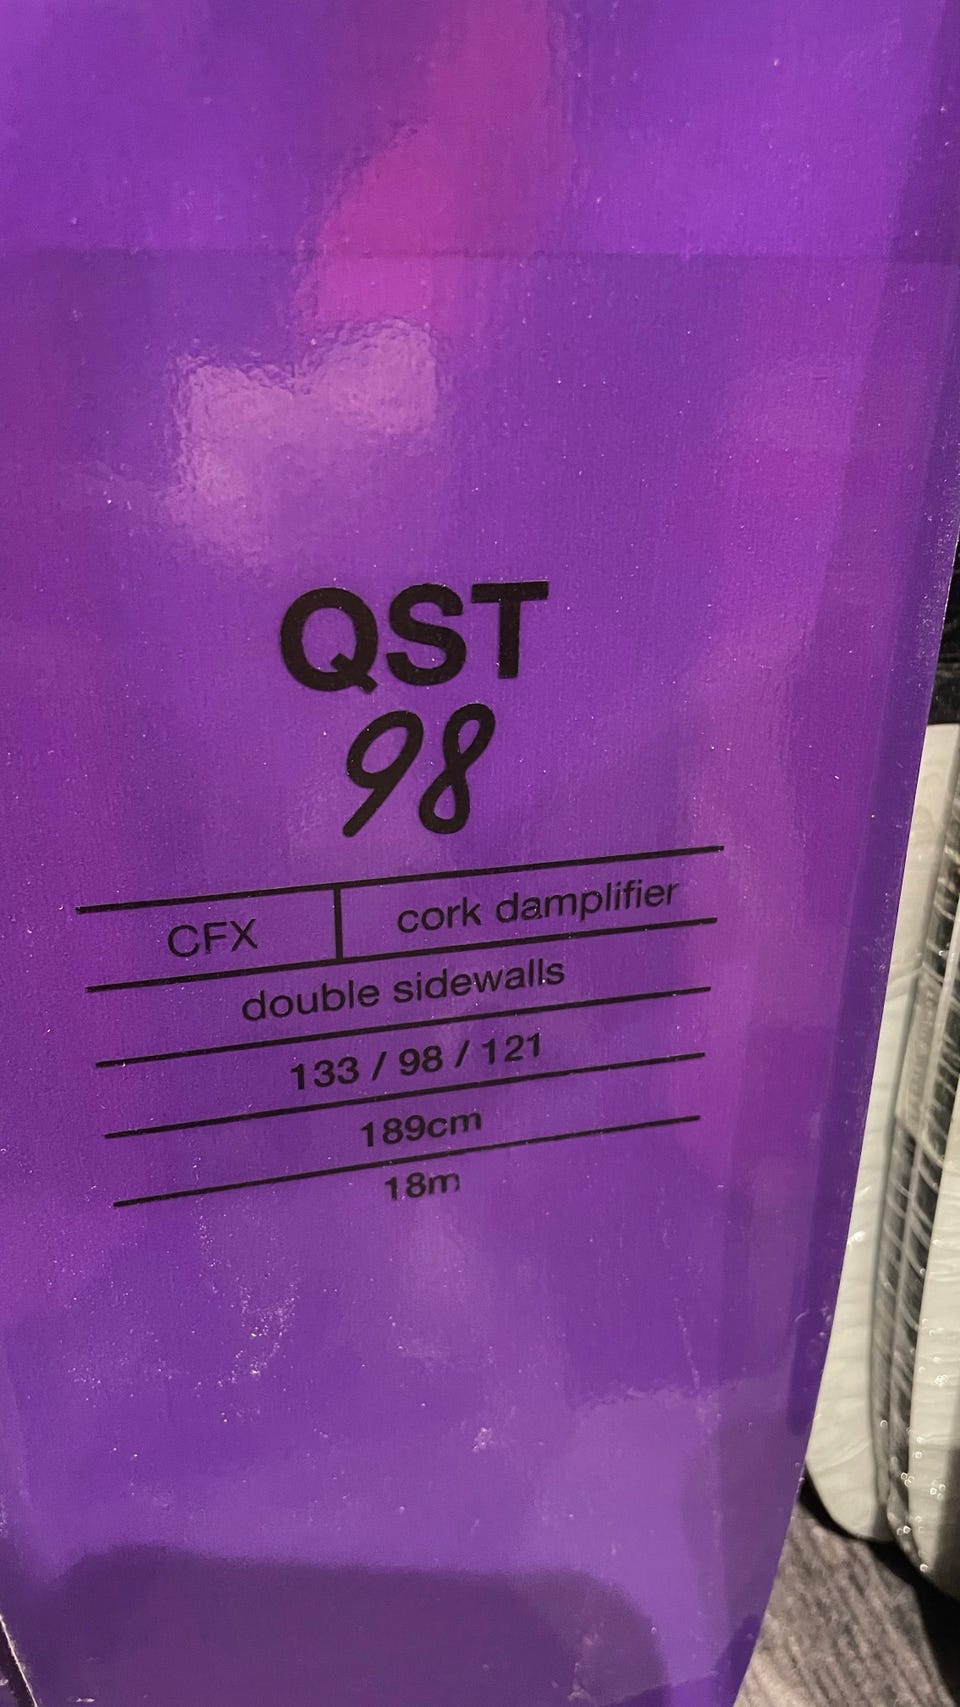 QST
98
CFX cork damplifier
double sidewalls
133 / 98 / 121
189cm
18m